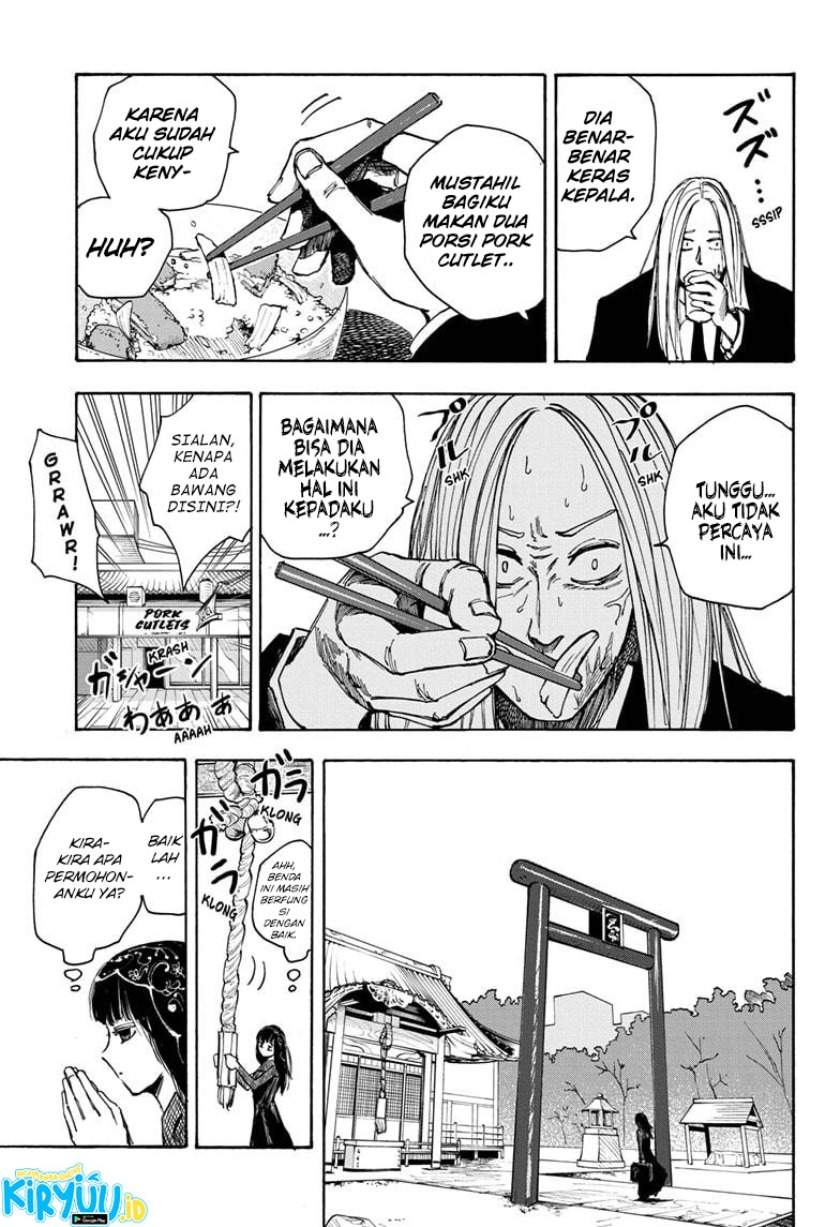 DIA
BENAR-
BENAR
KERAS
KEPALA.
ズズ...
SSSIP
MUSTAHIL
BAGIKU
MAKAN DUA
PORSI PORK
CUTLET..
KARENA
AKU SUDAH
CUKUP
KENY-
HUH?
TUNGGU...
AKU TIDAK
PERCAYA
INI...
プル
SHK
プル
SHK
BAGAIMANA
BISA DIA
MELAKUKAN
HAL INI
KEPADAKU
...?
SIALAN,
KENAPA
ADA
BAWANG
DISINI?!
GRRAWR!
PORK
CUTLETS
KRASH
ガシャーン
わぁぁぁ
AAAAH
ガラ
KLONG
ガラ
KLONG
AHH,
BENDA
INI MASIH
BERFUNG
SI
DENGAN
BAIK.
BAIK
LAH
...
KIRA-
KIRA APA
PERMOHON-
ANKU YA?
KIRYUU.iD